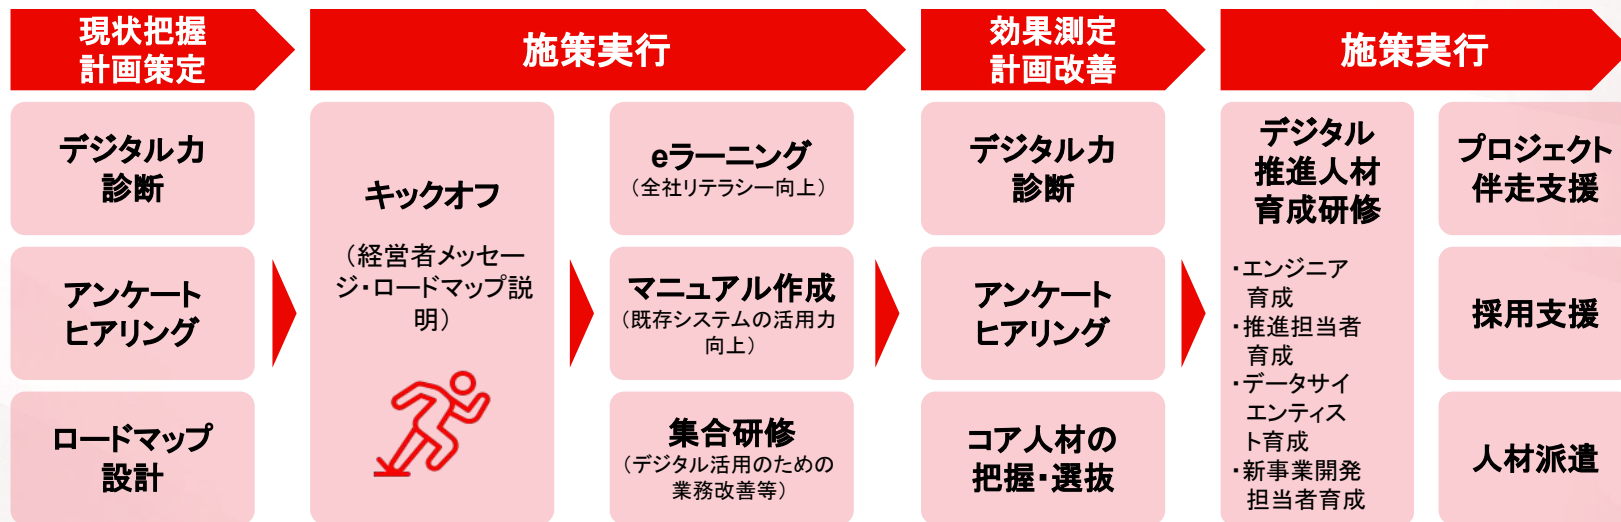 現状把握
計画策定
施策実行
効果測定
計画改善
施策実行
デジタル力
診断
アンケート
ヒアリング
ロードマップ
設計
キックオフ
（経営者メッセー
ジ・ロードマップ説
明）
eラーニング
（全社リテラシー向上）
マニュアル作成
（既存システムの活用力
向上）
集合研修
（デジタル活用のための
業務改善等）
デジタル力
診断
アンケート
ヒアリング
コア人材の
把握・選抜
デジタル
推進人材
育成研修
・エンジニア
育成
・推進担当者
育成
・データサイ
エンティス
ト育成
・新事業開発
担当者育成
プロジェクト
伴走支援
採用支援
人材派遣